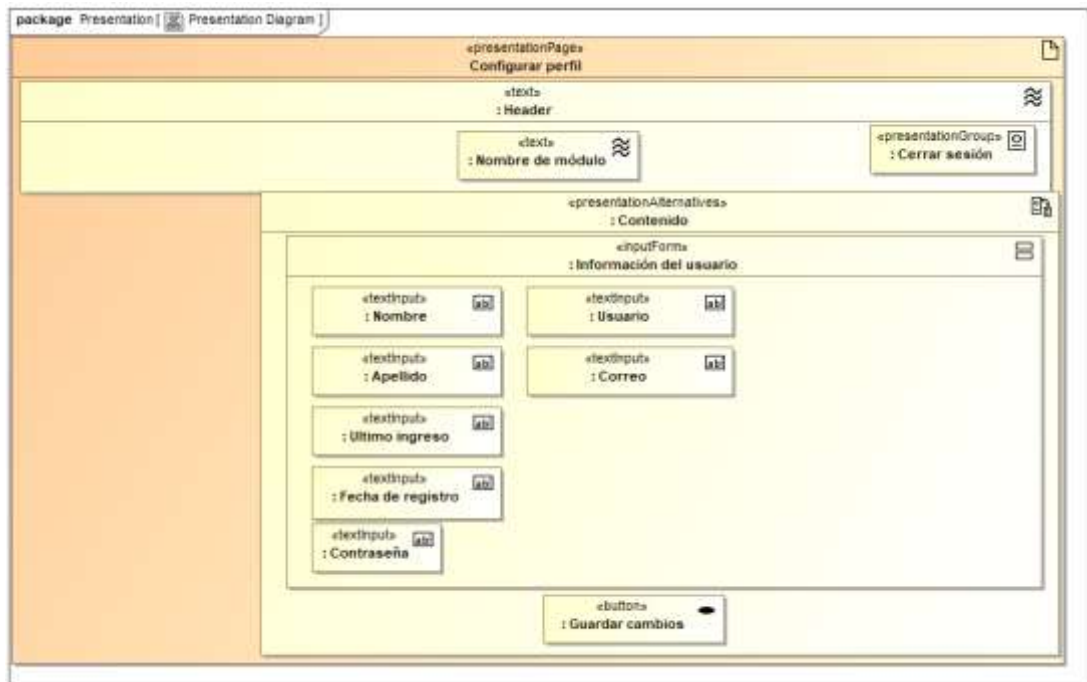 package Presentation [ Presentation Diagram ]
«presentationPage»
Configurar perfil
«text»
: Header
«text»
: Nombre de módulo
«presentationGroup»
: Cerrar sesión
«presentationAlternatives»
: Contenido
«inputForm»
: Información del usuario
«textInput»
: Nombre
«textInput»
: Usuario
«textInput»
: Apellido
«textInput»
: Correo
«textInput»
: Ultimo ingreso
«textInput»
: Fecha de registro
«textInput»
: Contraseña
«button»
: Guardar cambios